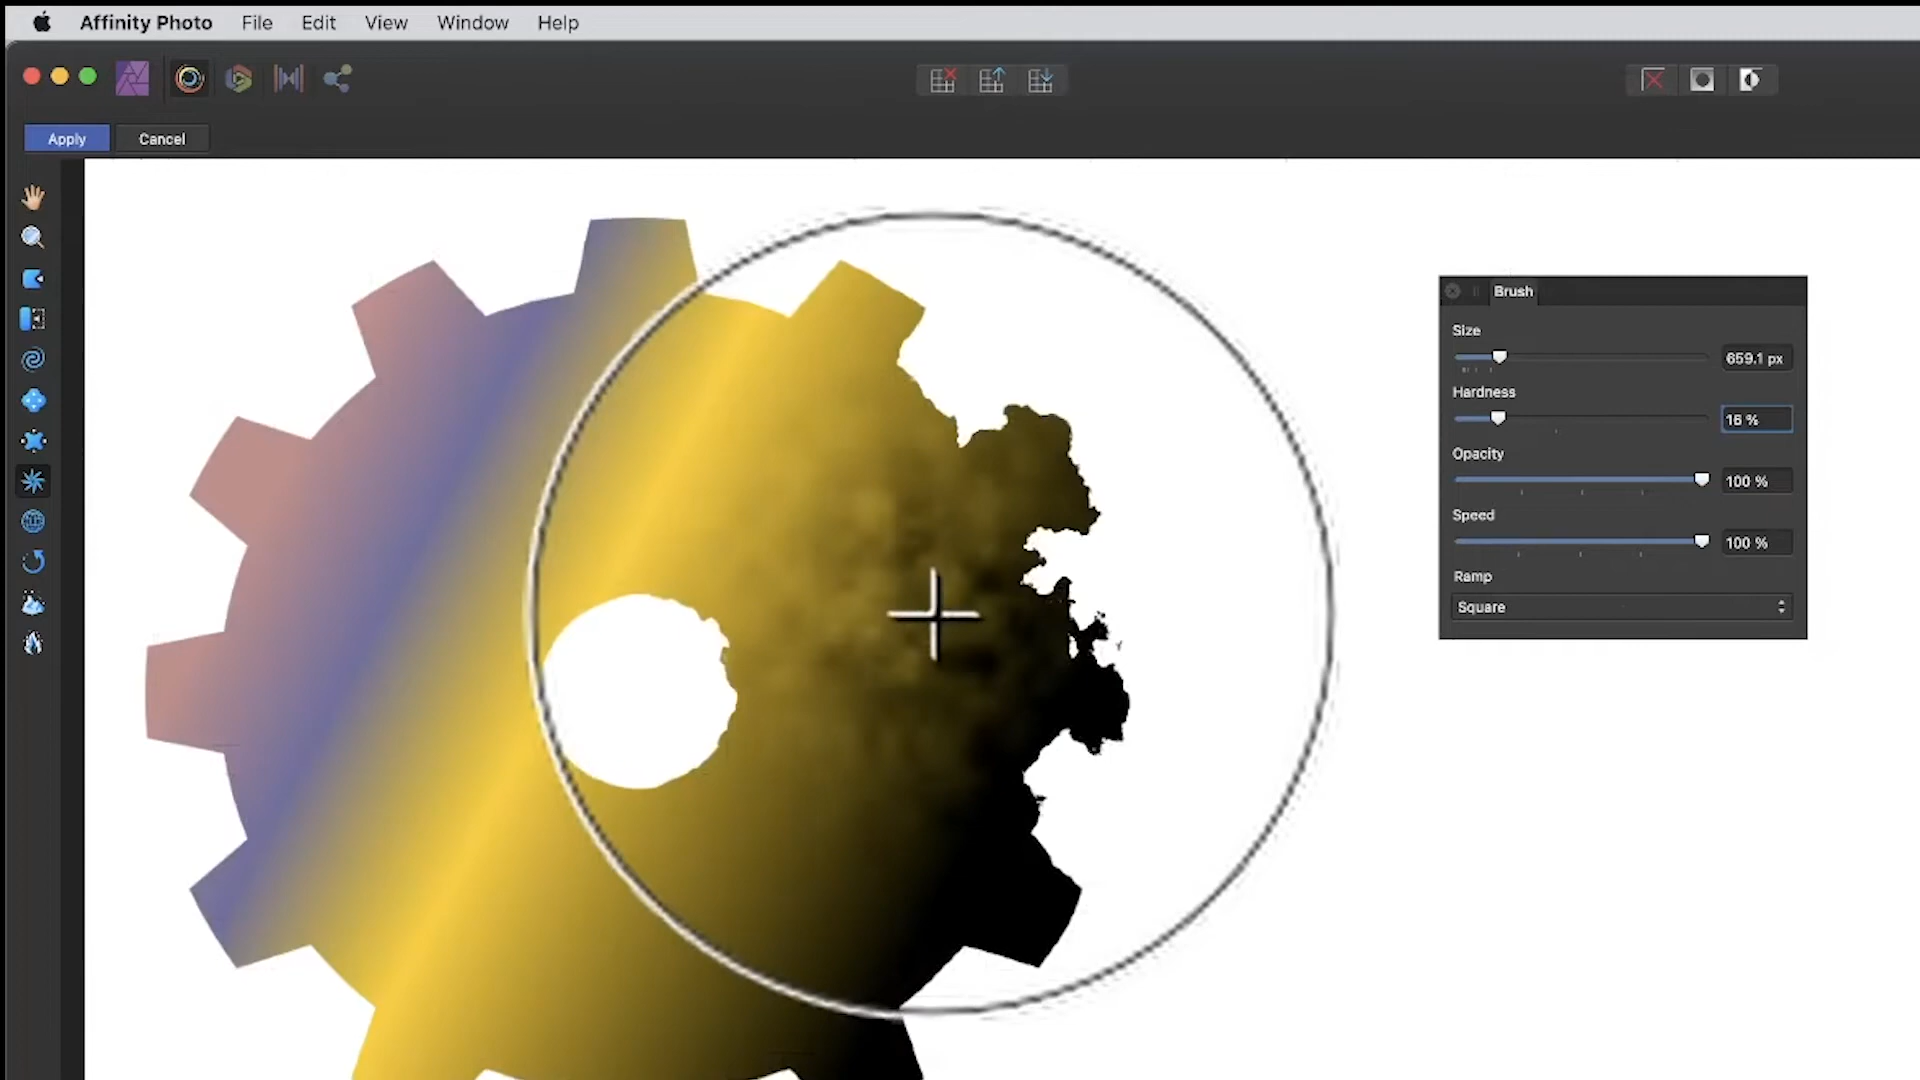 Affinity Photo File Edit View Window Help
Apply Cancel
Brush
Size
659.1 px
Hardness
16 %
Opacity
100 %
Speed
100 %
Ramp
Square